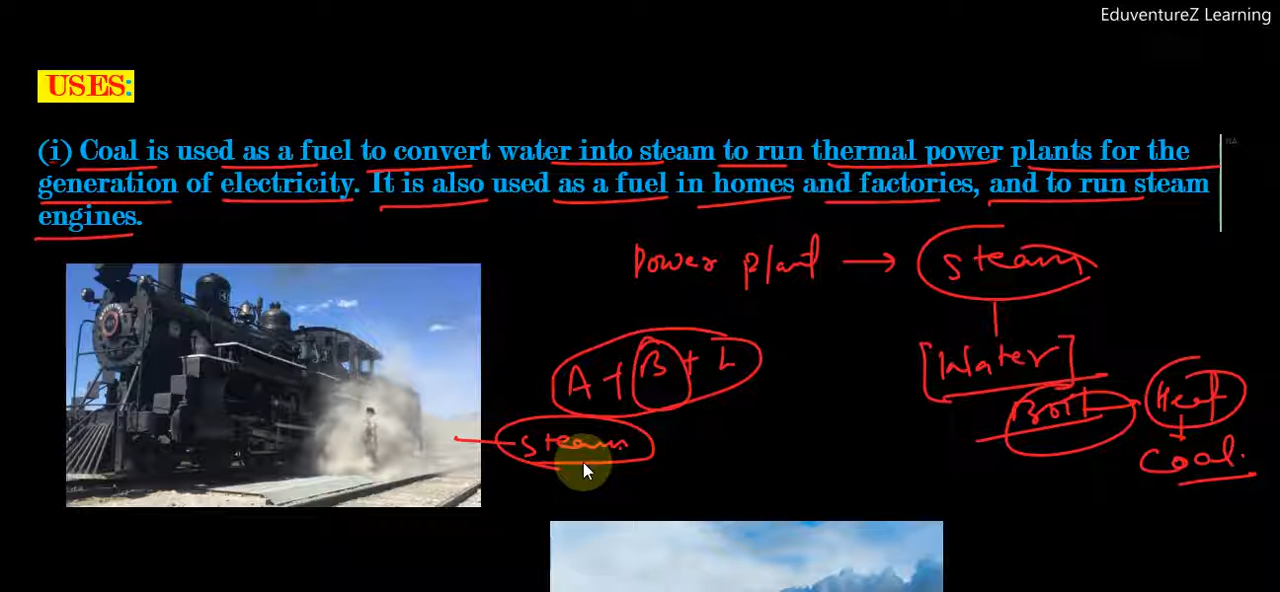 EduventureZ Learning
USES:
(i) Coal is used as a fuel to convert water into steam to run thermal power plants for the
generation of electricity. It is also used as a fuel in homes and factories, and to run steam
engines.
Power plant → steam
[Water]
A + B + L
Boil
Heat
steam
Coal.